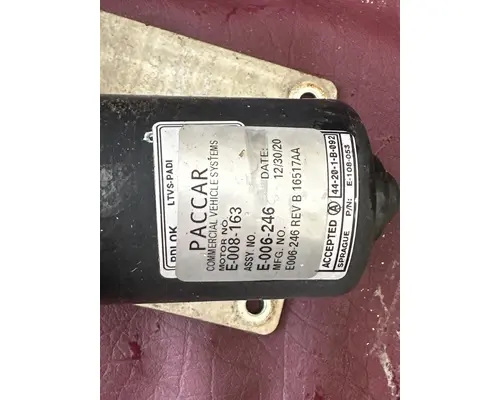 LTVS-PADI
PACCAR
COMMERCIAL VEHICLE SYSTEMS
MOTOR NO.
E-008-163
ASSY NO. DATE:
E-006-246 12/30/20
MFG. NO.
E006-246 REV B 16517AA
ACCEPTED A 44-20-1-B-092
SPRAGUE P/N: E-108-053